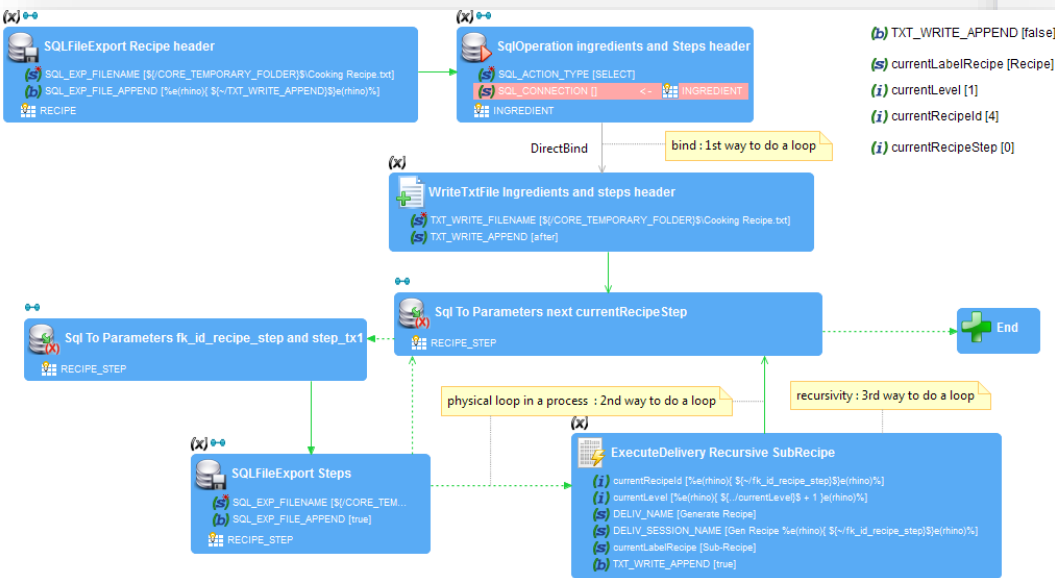 (x)
SQLFileExport Recipe header
(s) SQL_EXP_FILENAME [${/CORE_TEMPORARY_FOLDER}$\Cooking Recipe.txt]
(b) SQL_EXP_FILE_APPEND [%e(rhino){ ${~/TXT_WRITE_APPEND}$}e(rhino)%]
RECIPE
(x)
SqlOperation ingredients and Steps header
(s) SQL_ACTION_TYPE [SELECT]
(s) SQL_CONNECTION [] <- INGREDIENT
INGREDIENT
(b) TXT_WRITE_APPEND [false]
(s) currentLabelRecipe [Recipe]
(i) currentLevel [1]
(i) currentRecipeId [4]
(i) currentRecipeStep [0]
DirectBind
bind : 1st way to do a loop
(x)
WriteTxtFile Ingredients and steps header
(s) TXT_WRITE_FILENAME [${/CORE_TEMPORARY_FOLDER}$\Cooking Recipe.txt]
(s) TXT_WRITE_APPEND [after]
Sql To Parameters next currentRecipeStep
RECIPE_STEP
End
Sql To Parameters fk_id_recipe_step and step_tx1
RECIPE_STEP
physical loop in a process : 2nd way to do a loop
recursivity : 3rd way to do a loop
(x)
SQLFileExport Steps
(s) SQL_EXP_FILENAME [${/CORE_TEM...
(b) SQL_EXP_FILE_APPEND [true]
RECIPE_STEP
(x)
ExecuteDelivery Recursive SubRecipe
(i) currentRecipeId [%e(rhino){ ${~/fk_id_recipe_step}$}e(rhino)%]
(i) currentLevel [%e(rhino){ ${../currentLevel}$ + 1 }e(rhino)%]
(s) DELIV_NAME [Generate Recipe]
(s) DELIV_SESSION_NAME [Gen Recipe %e(rhino){ ${~/fk_id_recipe_step}$}e(rhino)%]
(s) currentLabelRecipe [Sub-Recipe]
(b) TXT_WRITE_APPEND [true]